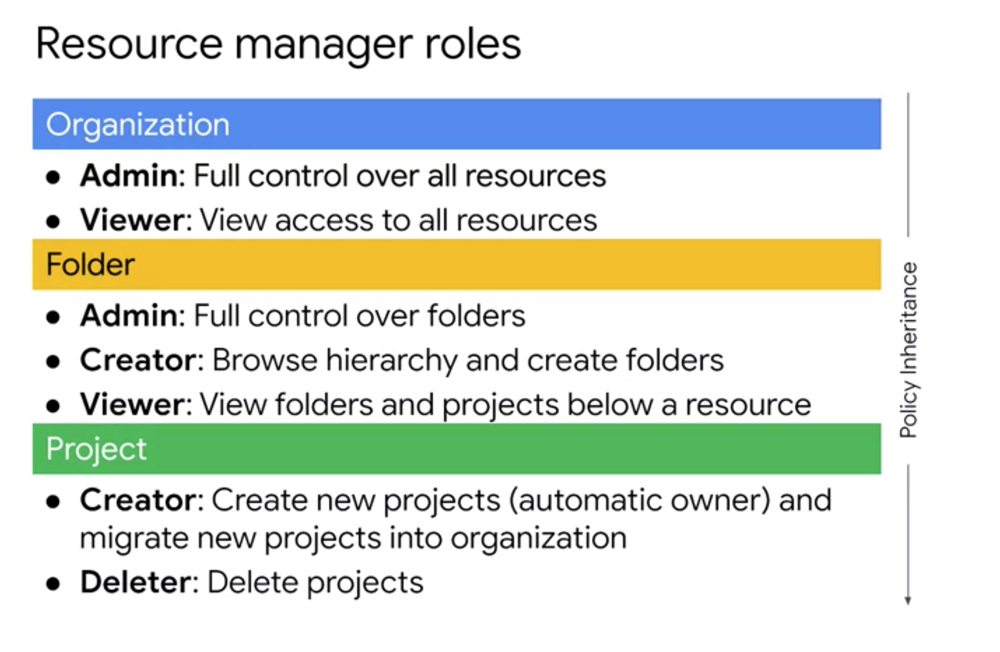 Resource manager roles
Organization
● Admin: Full control over all resources
● Viewer: View access to all resources
Folder
● Admin: Full control over folders
● Creator: Browse hierarchy and create folders
● Viewer: View folders and projects below a resource
Project
● Creator: Create new projects (automatic owner) and
migrate new projects into organization
● Deleter: Delete projects
Policy Inheritance